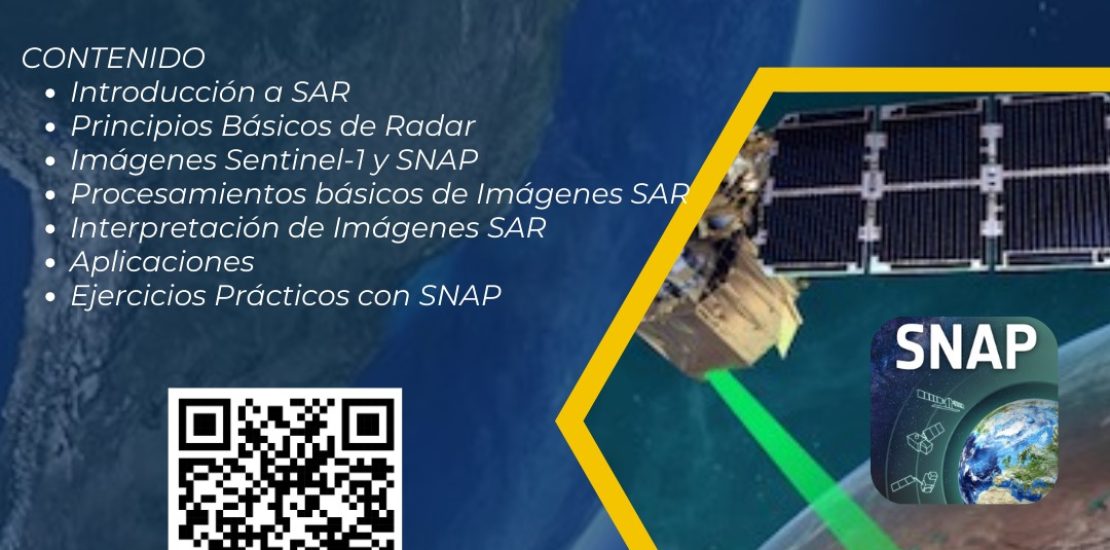 CONTENIDO
• Introducción a SAR
• Principios Básicos de Radar
• Imágenes Sentinel-1 y SNAP
• Procesamientos básicos de Imágenes SAR
• Interpretación de Imágenes SAR
• Aplicaciones
• Ejercicios Prácticos con SNAP
SNAP